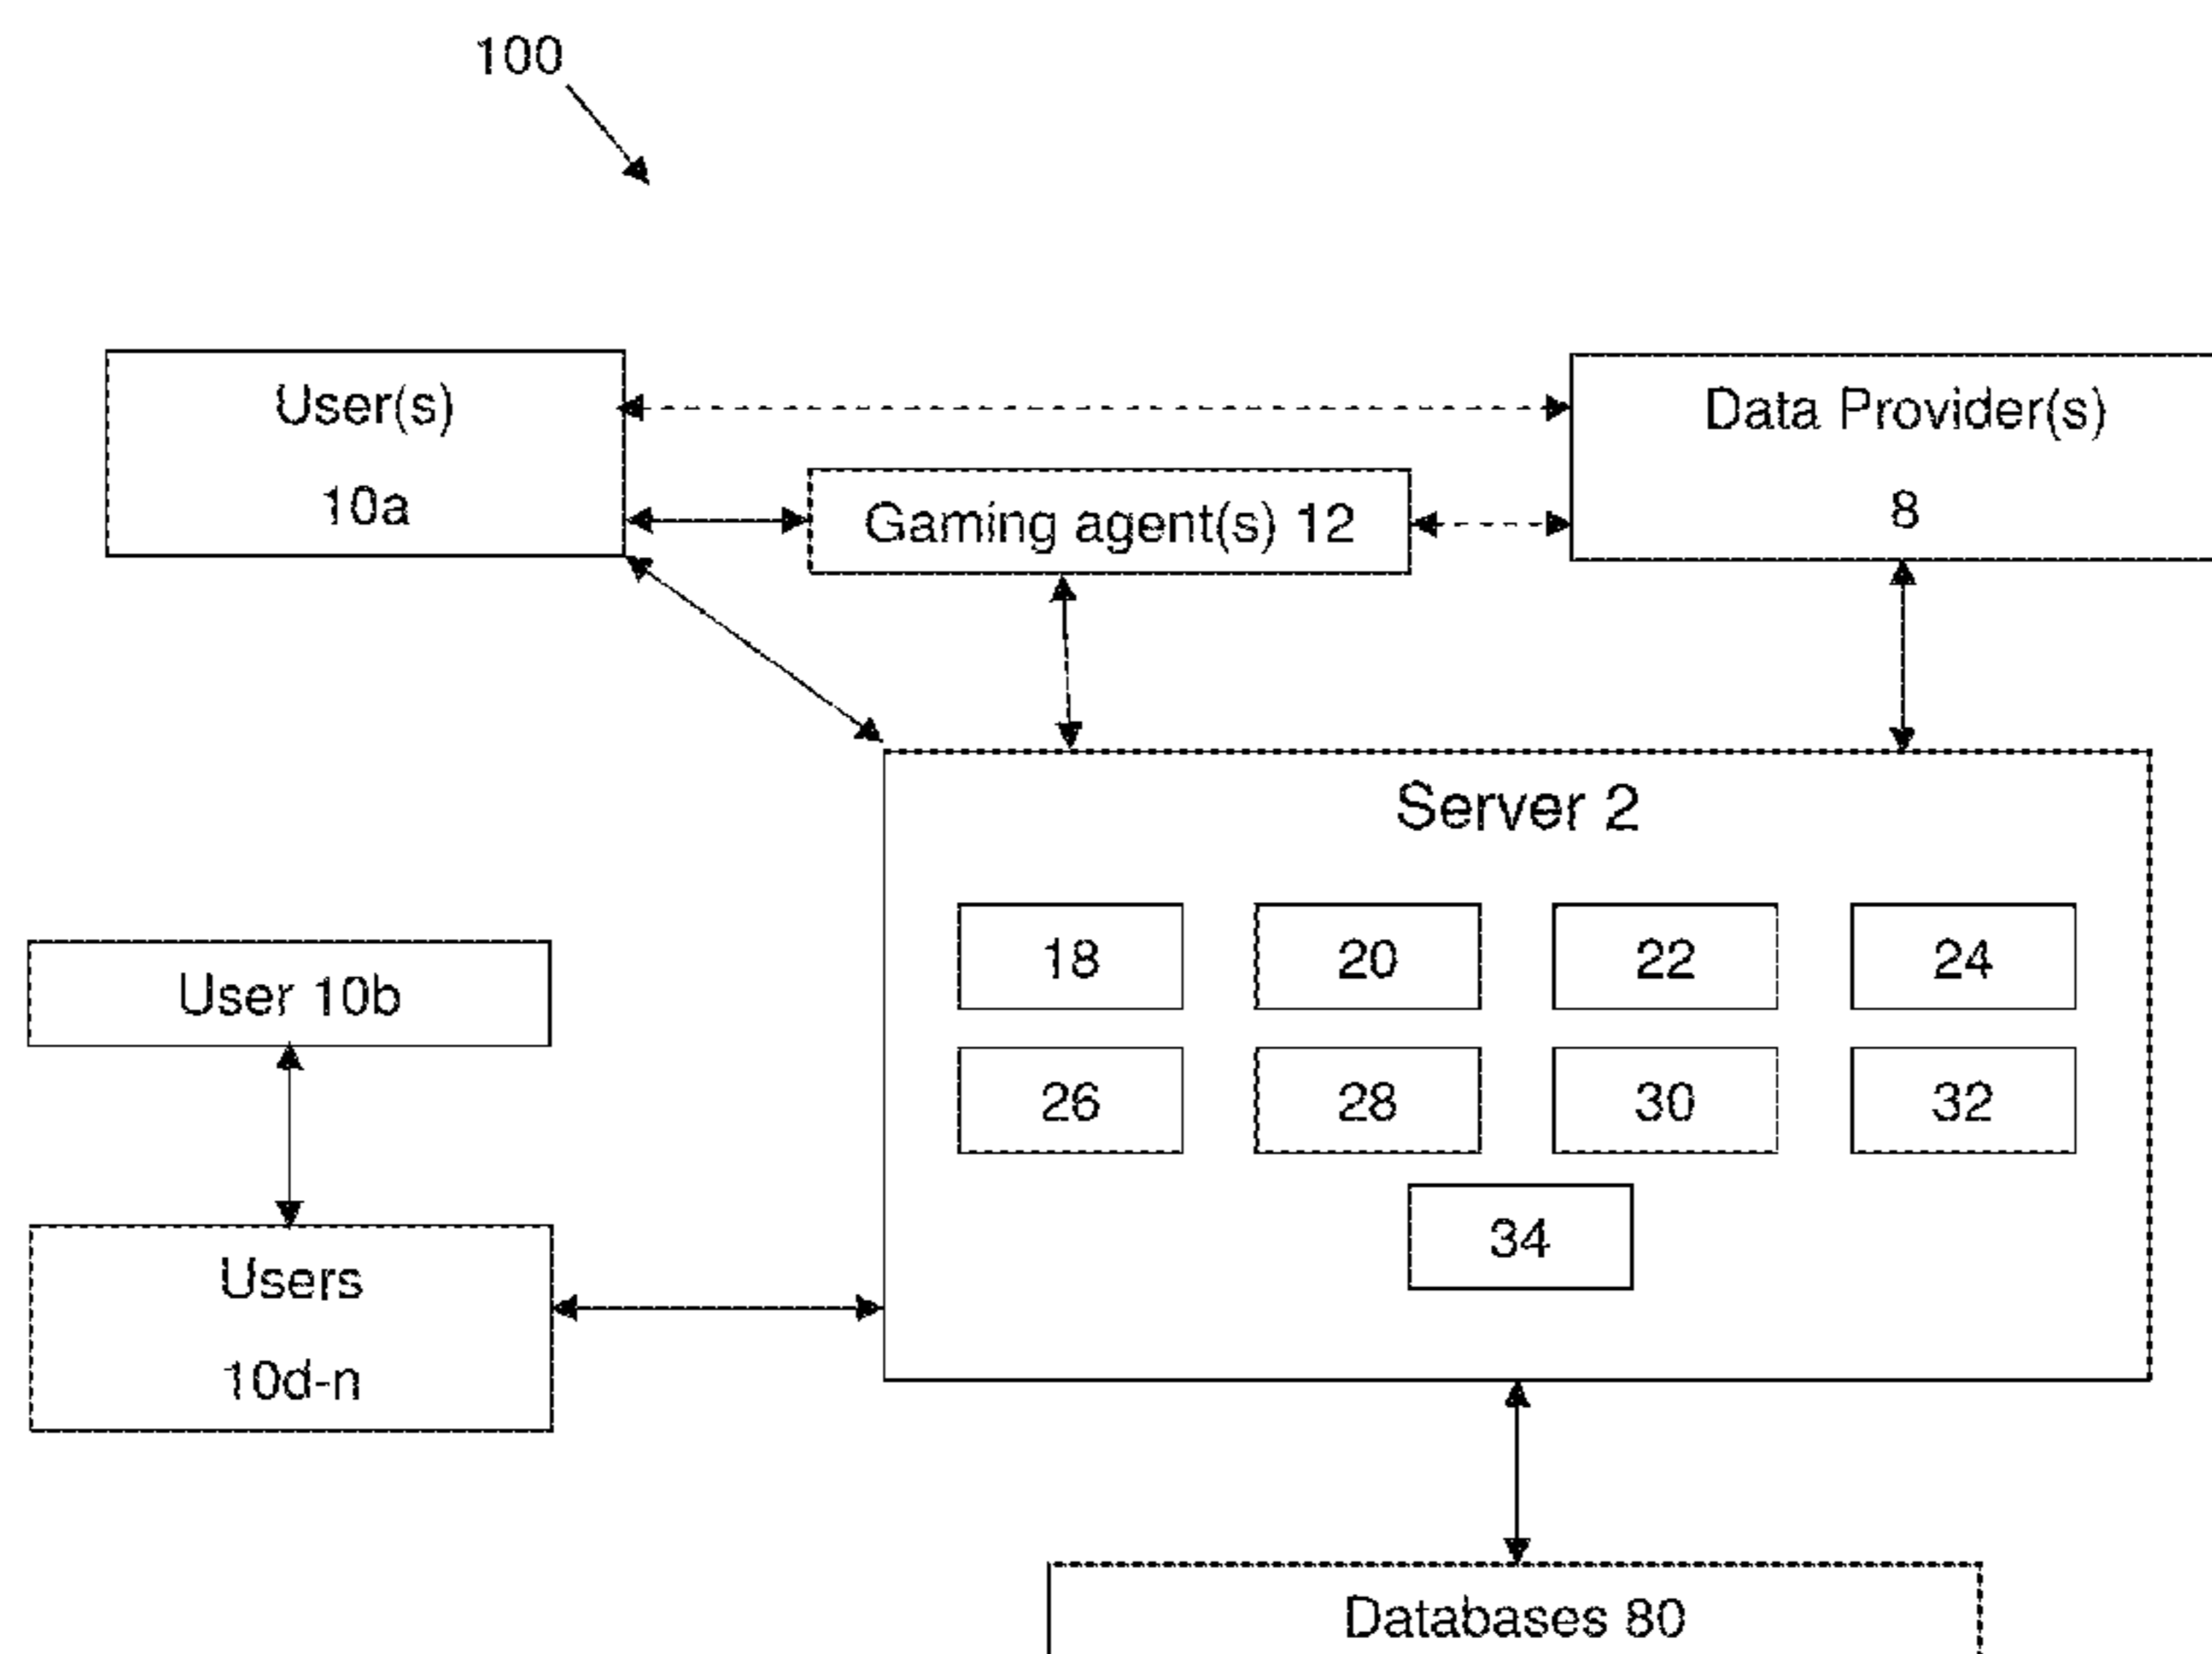 100
User(s)
10a
Data Provider(s)
8
Gaming agent(s) 12
Server 2
18 20 22 24
User 10b
26 28 30 32
Users
10d-n
34
Databases 80